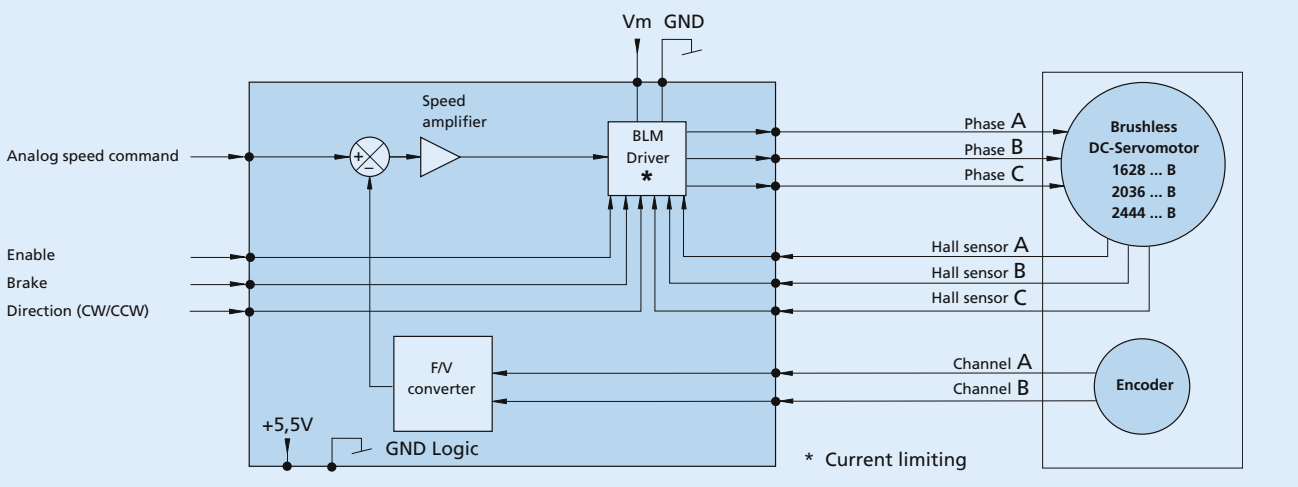 Vm GND
Speed
amplifier
Analog speed command
+
−
BLM
Driver
*
Phase A
Phase B
Phase C
Brushless
DC-Servomotor
1628 ... B
2036 ... B
2444 ... B
Enable
Brake
Direction (CW/CCW)
Hall sensor A
Hall sensor B
Hall sensor C
F/V
converter
Channel A
Channel B
Encoder
+5,5V
GND Logic
* Current limiting